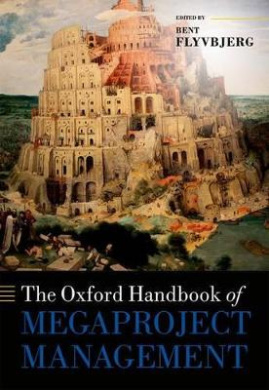 EDITED BY
BENT
FLYVBJERG
The Oxford Handbook of
MEGAPROJECT
MANAGEMENT